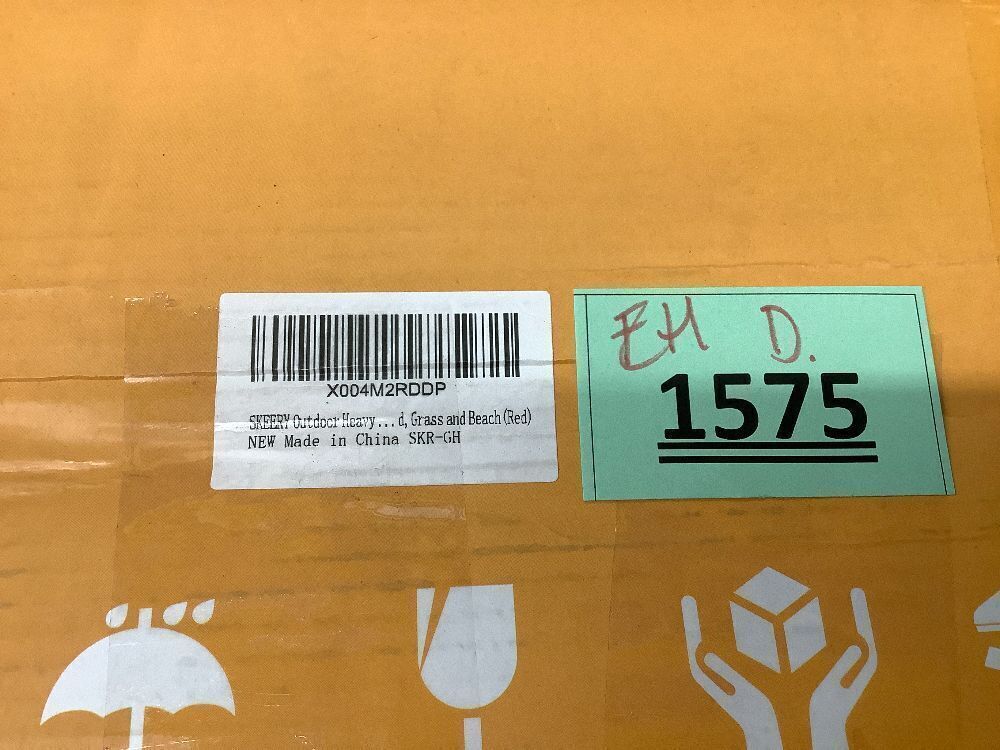 X004M2RDDP
SKEERY Outdoor Heavy...d, Grass and Beach (Red)
NEW Made in China SKR-GH
EH D.
1575